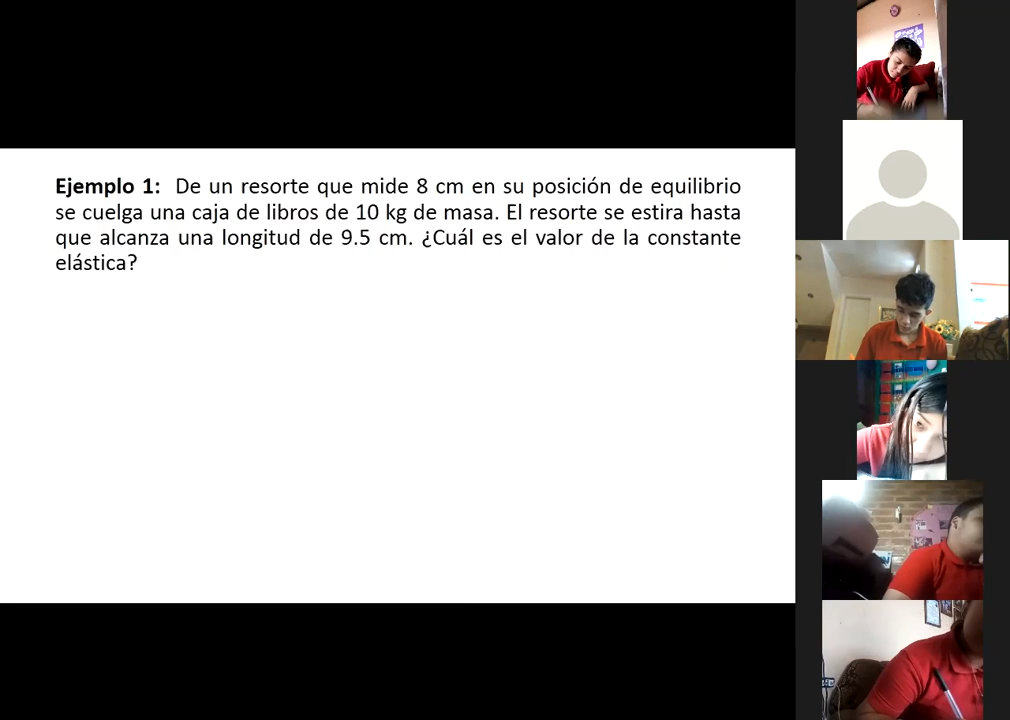 Ejemplo 1: De un resorte que mide 8 cm en su posición de equilibrio
se cuelga una caja de libros de 10 kg de masa. El resorte se estira hasta
que alcanza una longitud de 9.5 cm. ¿Cuál es el valor de la constante
elástica?